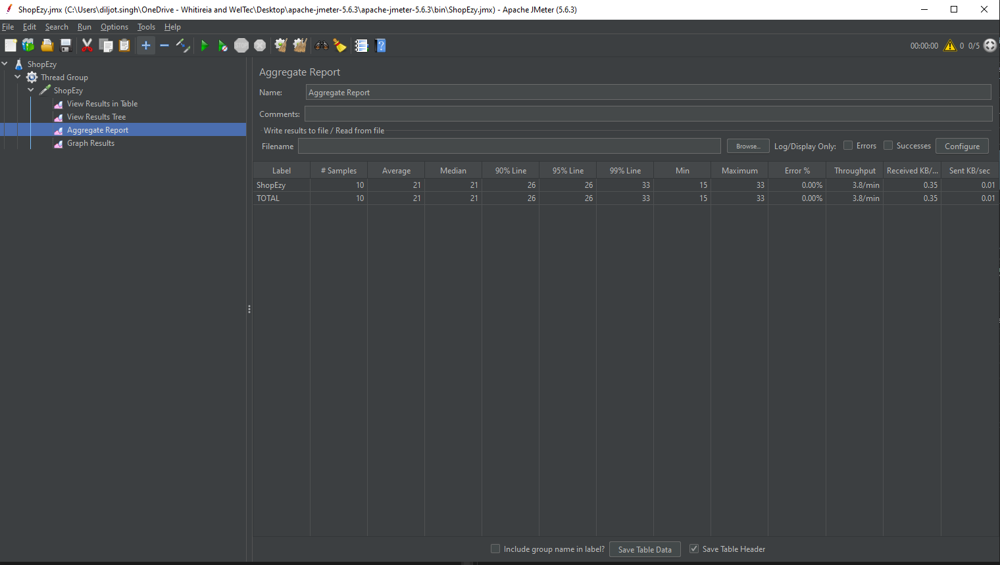 ShopEzy.jmx (C:\Users\diljot.singh\OneDrive - Whitireia and WelTec\Desktop\apache-jmeter-5.6.3\apache-jmeter-5.6.3\bin\ShopEzy.jmx) - Apache JMeter (5.6.3)
File Edit Search Run Options Tools Help
STOP 00:00:00 0 0/5
ShopEzy
Thread Group
ShopEzy
View Results in Table
View Results Tree
Aggregate Report
Graph Results
Aggregate Report
Name: Aggregate Report
Comments:
Write results to file / Read from file
Filename Browse... Log/Display Only: Errors Successes Configure
Label # Samples Average Median 90% Line 95% Line 99% Line Min Maximum Error % Throughput Received KB/... Sent KB/sec
ShopEzy 10 21 21 26 26 33 15 33 0.00% 3.8/min 0.35 0.01
TOTAL 10 21 21 26 26 33 15 33 0.00% 3.8/min 0.35 0.01
Include group name in label? Save Table Data Save Table Header